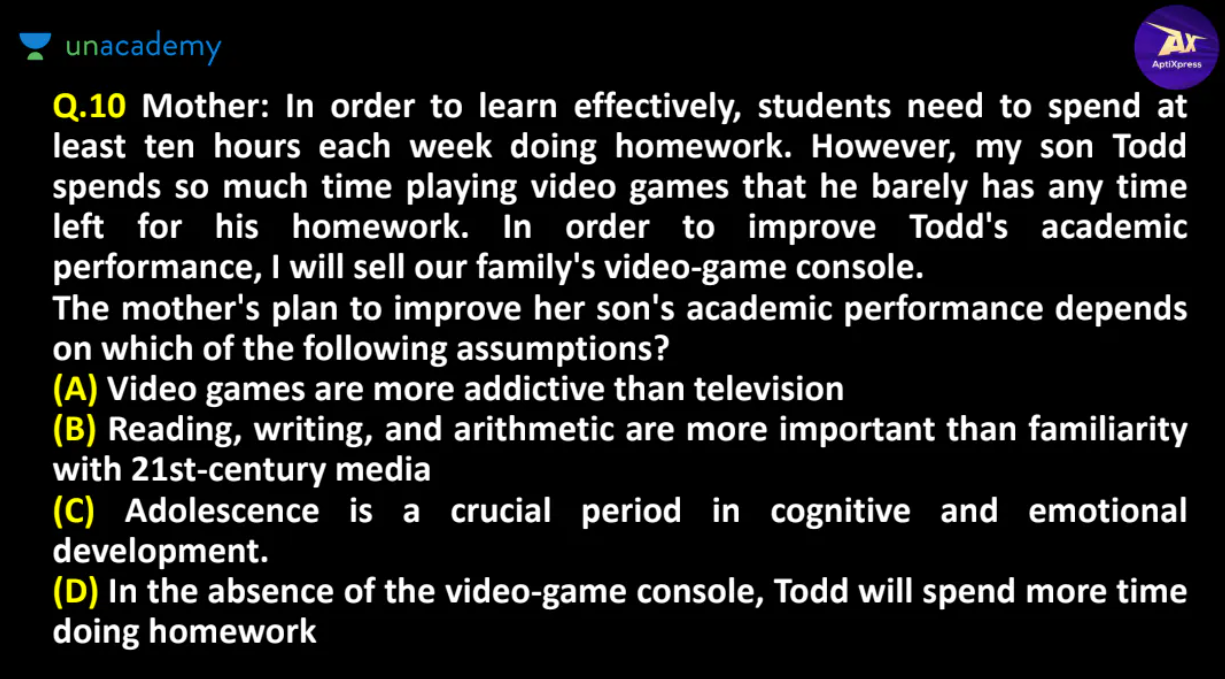 unacademy
AX
AptiXpress
Q.10 Mother: In order to learn effectively, students need to spend at
least ten hours each week doing homework. However, my son Todd
spends so much time playing video games that he barely has any time
left for his homework. In order to improve Todd's academic
performance, I will sell our family's video-game console.
The mother's plan to improve her son's academic performance depends
on which of the following assumptions?
(A) Video games are more addictive than television
(B) Reading, writing, and arithmetic are more important than familiarity
with 21st-century media
(C) Adolescence is a crucial period in cognitive and emotional
development.
(D) In the absence of the video-game console, Todd will spend more time
doing homework